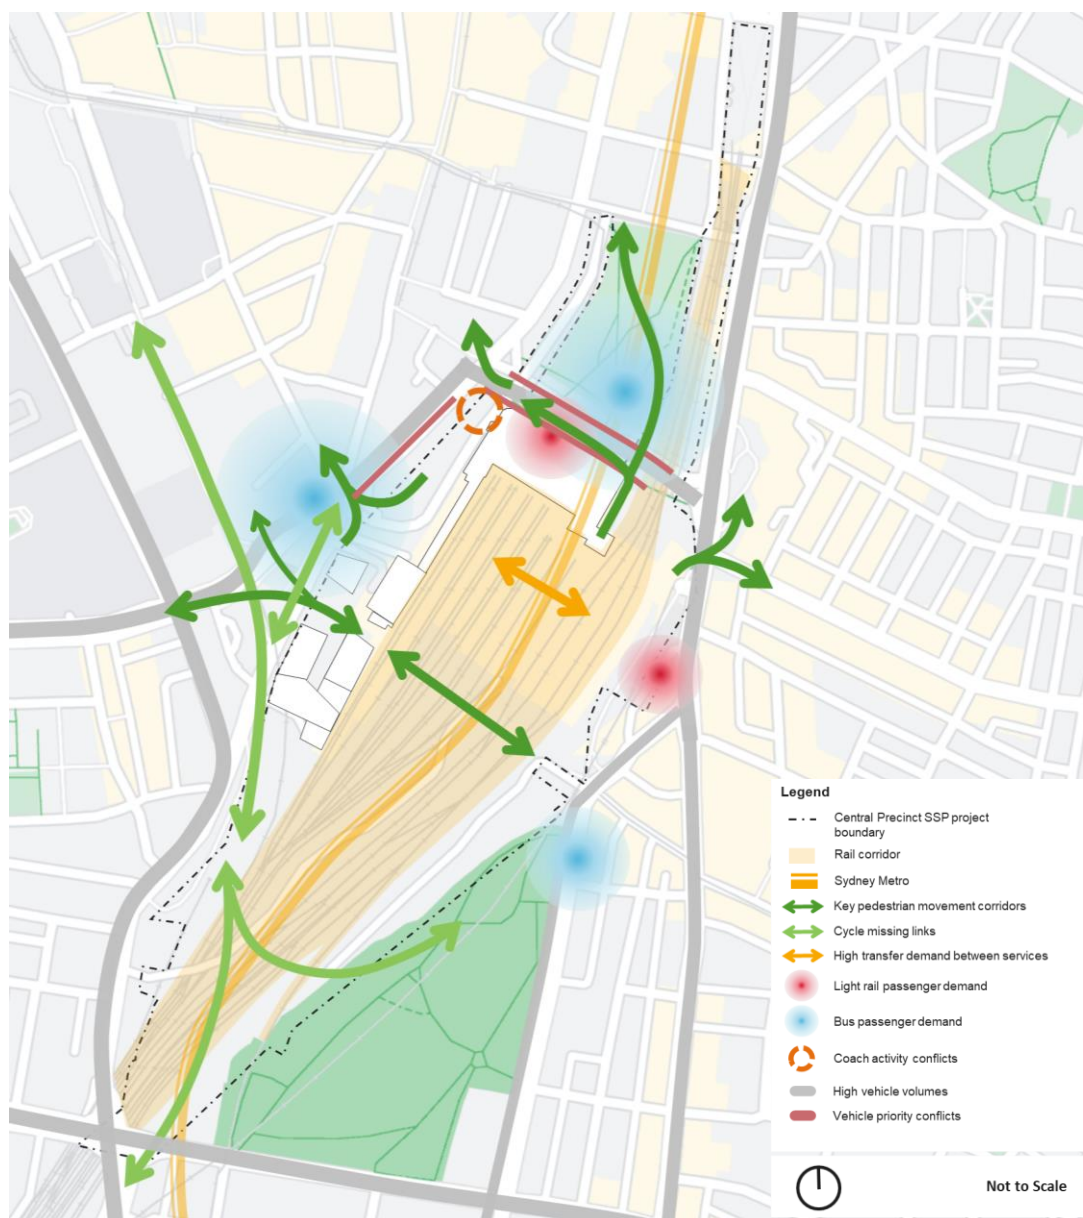 Legend
Central Precinct SSP project
boundary
Rail corridor
Sydney Metro
Key pedestrian movement corridors
Cycle missing links
High transfer demand between services
Light rail passenger demand
Bus passenger demand
Coach activity conflicts
High vehicle volumes
Vehicle priority conflicts
Not to Scale